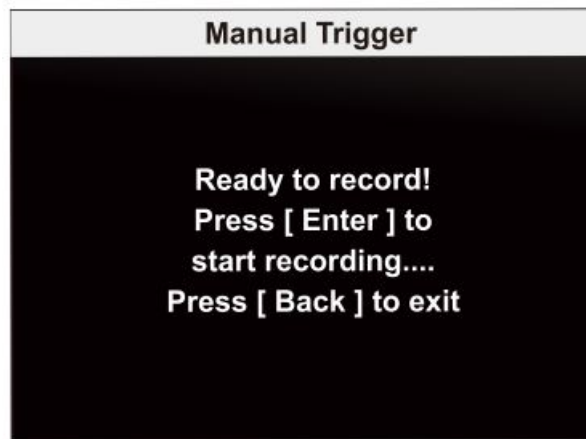 Manual Trigger
Ready to record!
Press [ Enter ] to
start recording....
Press [ Back ] to exit